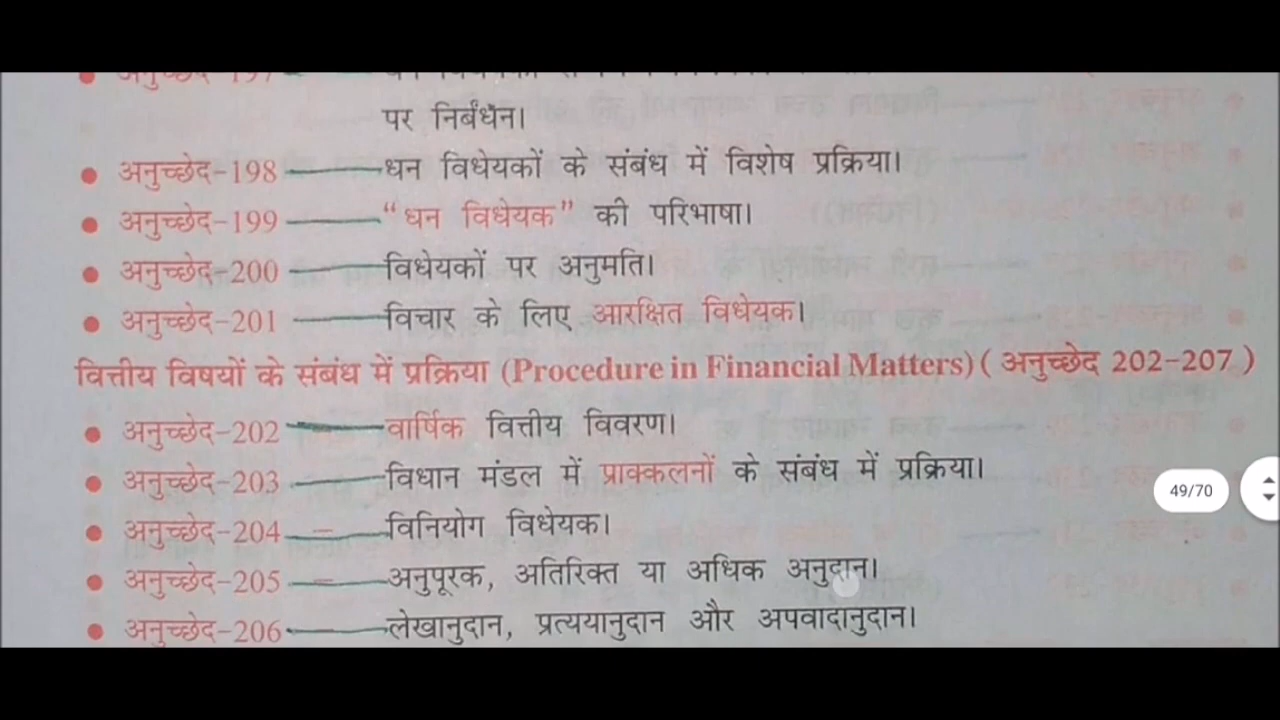 अनुच्छेद-197
पर निर्बंधन।
अनुच्छेद-198 धन विधेयकों के संबंध में विशेष प्रक्रिया।
अनुच्छेद-199 “धन विधेयक” की परिभाषा।
अनुच्छेद-200 विधेयकों पर अनुमति।
अनुच्छेद-201 विचार के लिए आरक्षित विधेयक।
वित्तीय विषयों के संबंध में प्रक्रिया (Procedure in Financial Matters) ( अनुच्छेद 202-207 )
अनुच्छेद-202 वार्षिक वित्तीय विवरण।
अनुच्छेद-203 विधान मंडल में प्राक्कलनों के संबंध में प्रक्रिया।
49/70
अनुच्छेद-204 विनियोग विधेयक।
अनुच्छेद-205 अनुपूरक, अतिरिक्त या अधिक अनुदान।
अनुच्छेद-206 लेखानुदान, प्रत्ययानुदान और अपवादानुदान।